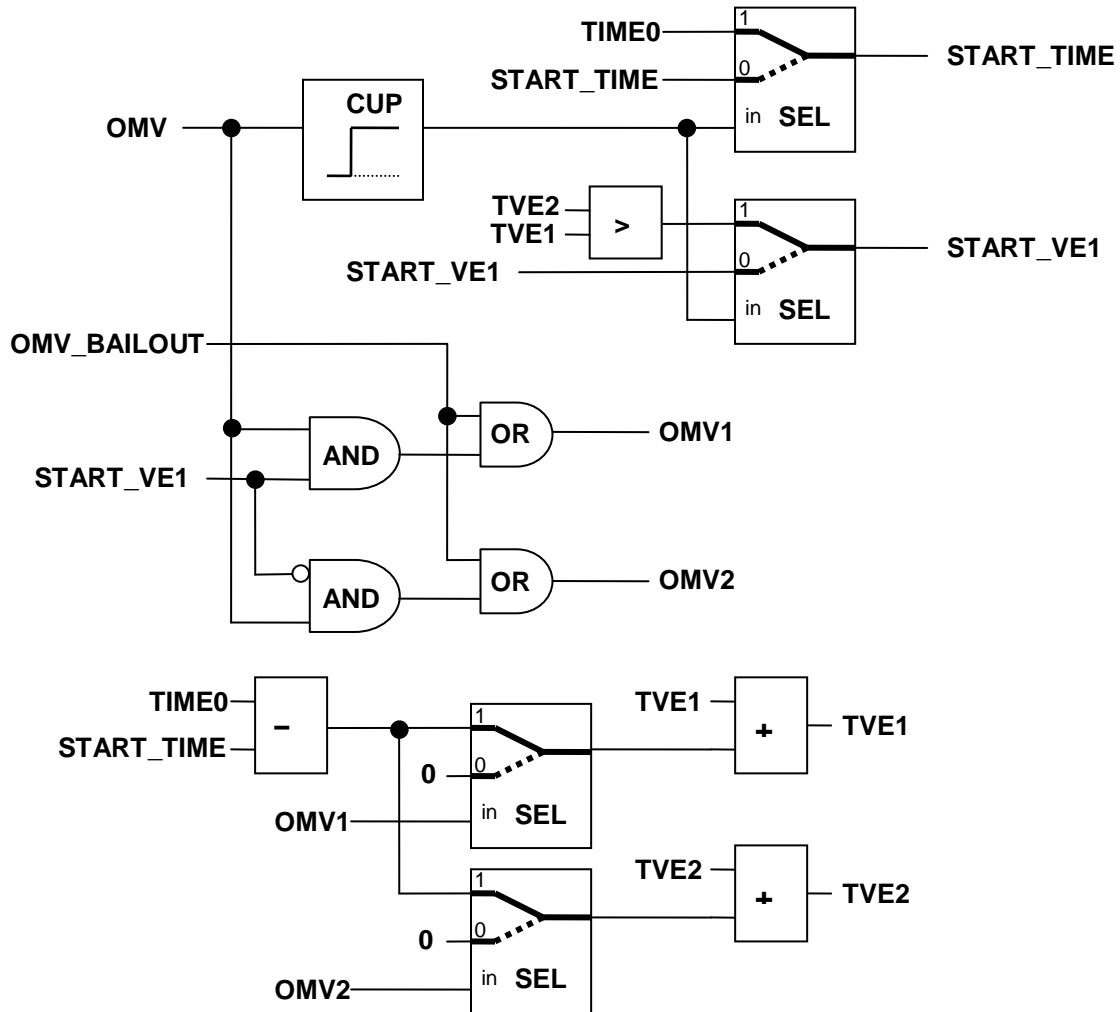 1
TIME0
START_TIME
START_TIME
0
in SEL
CUP
OMV
TVE2
TVE1
>
1
START_VE1
START_VE1
0
in SEL
OMV_BAILOUT
OR
OMV1
AND
START_VE1
OR
OMV2
AND
TIME0
START_TIME
-
1
0
0
in SEL
OMV1
TVE1
+
TVE1
1
0
0
in SEL
OMV2
TVE2
+
TVE2